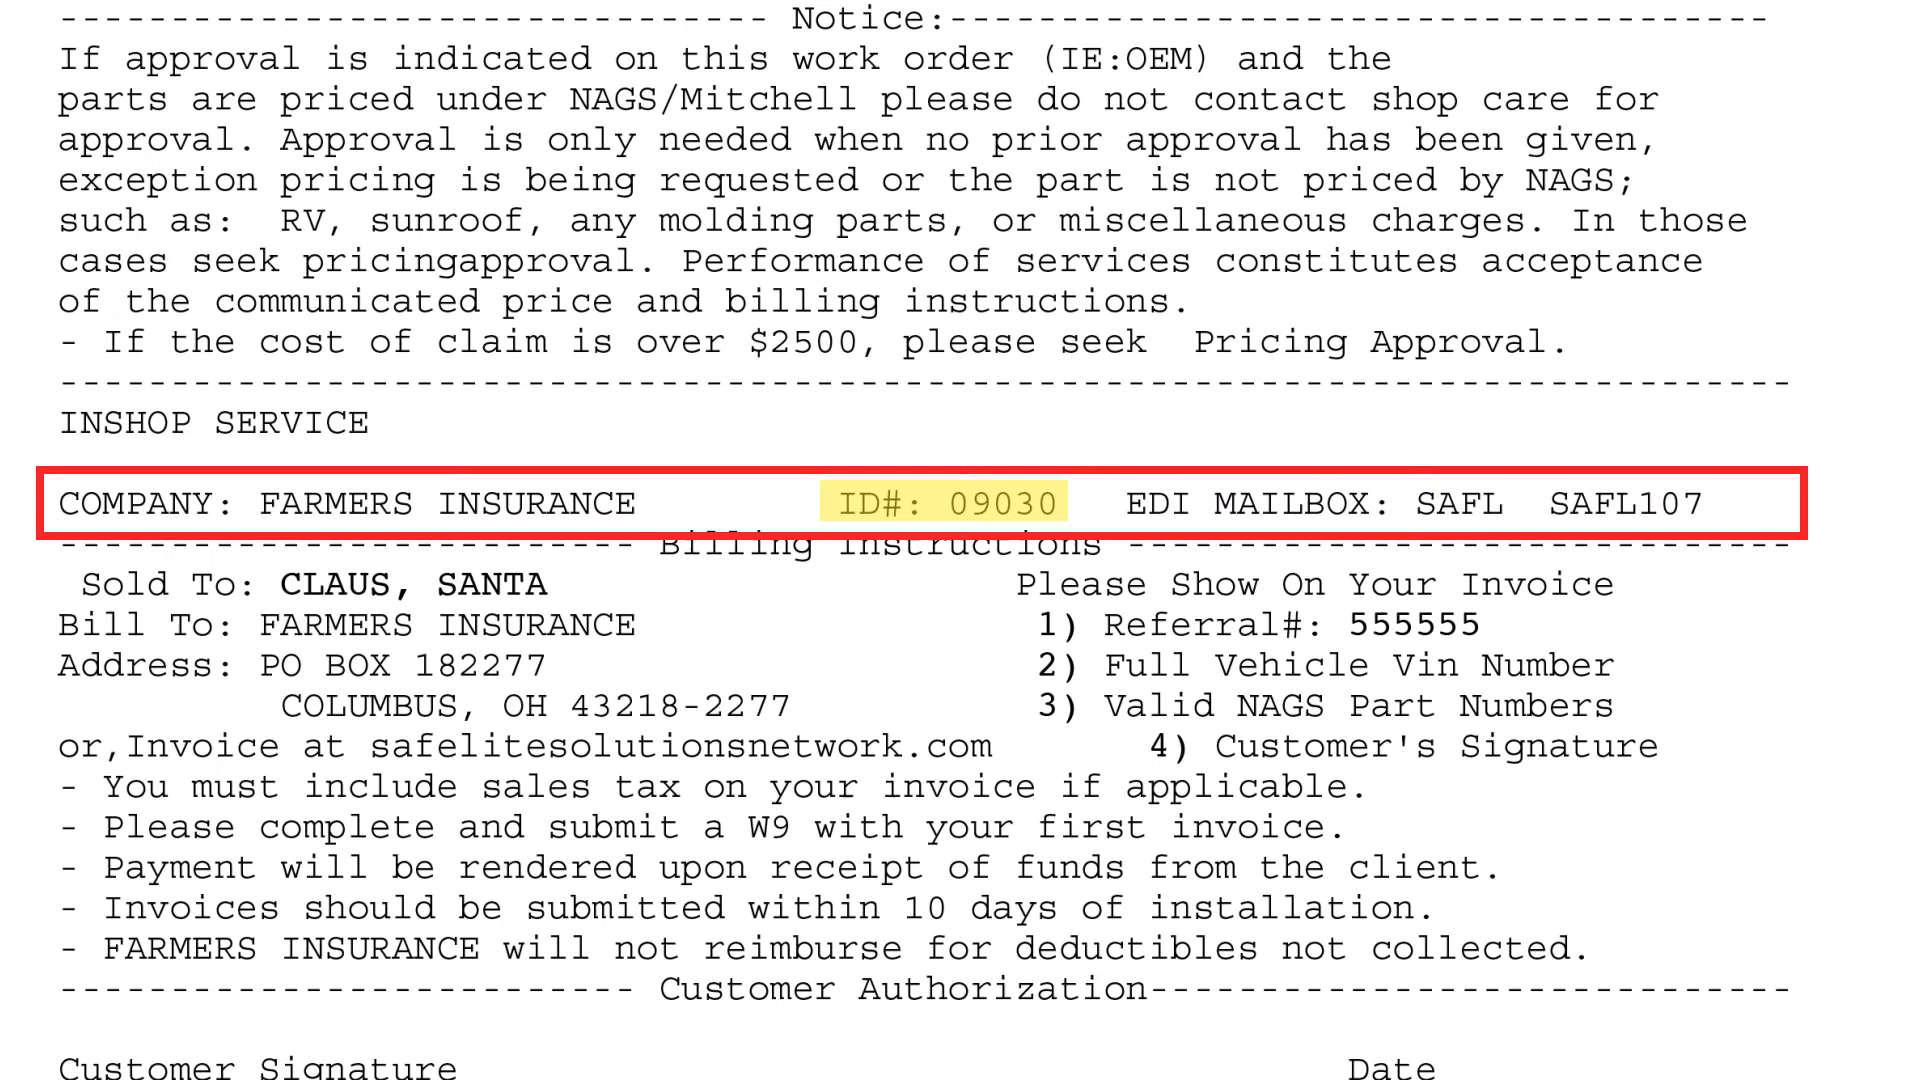 ------------------------------- Notice:-------------------------------------
If approval is indicated on this work order (IE:OEM) and the
parts are priced under NAGS/Mitchell please do not contact shop care for
approval. Approval is only needed when no prior approval has been given,
exception pricing is being requested or the part is not priced by NAGS;
such as:  RV, sunroof, any molding parts, or miscellaneous charges. In those
cases seek pricingapproval. Performance of services constitutes acceptance
of the communicated price and billing instructions.
- If the cost of claim is over $2500, please seek  Pricing Approval.
------------------------------------------------------------------------------
INSHOP SERVICE
COMPANY: FARMERS INSURANCE         ID#: 09030   EDI MAILBOX: SAFL  SAFL107
-------------------------- Billing Instructions ------------------------------
Sold To: CLAUS, SANTA                     Please Show On Your Invoice
Bill To: FARMERS INSURANCE                  1) Referral#: 555555
Address: PO BOX 182277                      2) Full Vehicle Vin Number
COLUMBUS, OH 43218-2277           3) Valid NAGS Part Numbers
or,Invoice at safelitesolutionsnetwork.com       4) Customer's Signature
- You must include sales tax on your invoice if applicable.
- Please complete and submit a W9 with your first invoice.
- Payment will be rendered upon receipt of funds from the client.
- Invoices should be submitted within 10 days of installation.
- FARMERS INSURANCE will not reimburse for deductibles not collected.
-------------------------- Customer Authorization-----------------------------
Customer Signature                                        Date